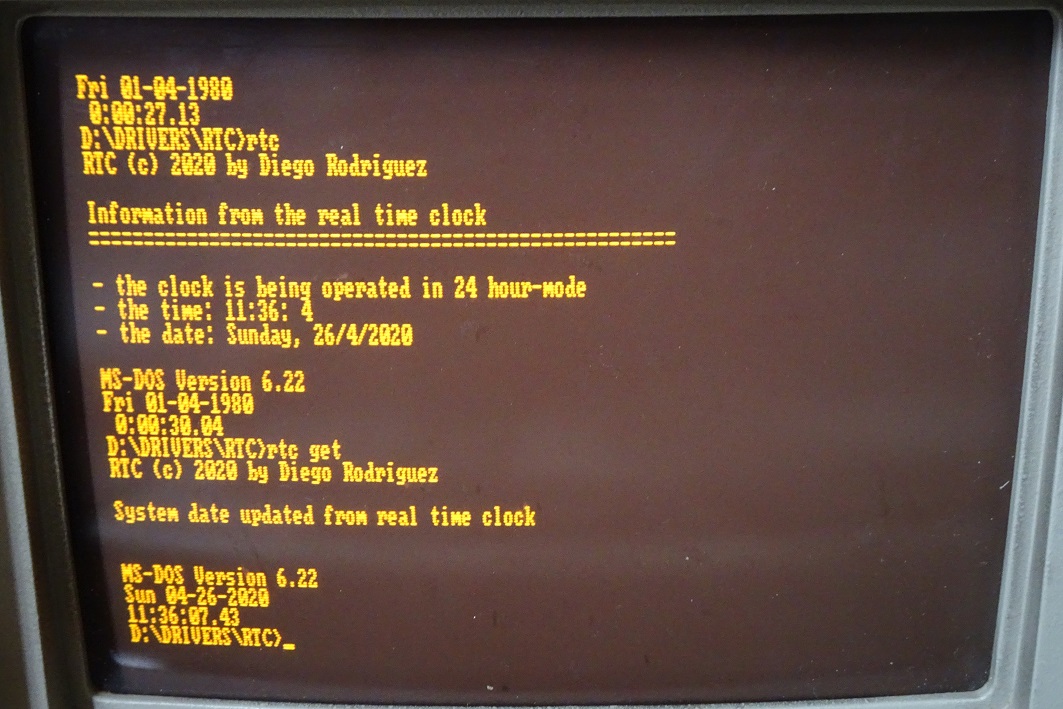 Fri 01-04-1980
0:00:27.13
D:\DRIVERS\RTC>rtc
RTC (c) 2020 by Diego Rodriguez
Information from the real time clock
==================================================
- the clock is being operated in 24 hour-mode
- the time: 11:36: 4
- the date: Sunday, 26/4/2020
MS-DOS Version 6.22
Fri 01-04-1980
0:00:30.04
D:\DRIVERS\RTC>rtc get
RTC (c) 2020 by Diego Rodriguez
System date updated from real time clock
MS-DOS Version 6.22
Sun 04-26-2020
11:36:07.43
D:\DRIVERS\RTC>_